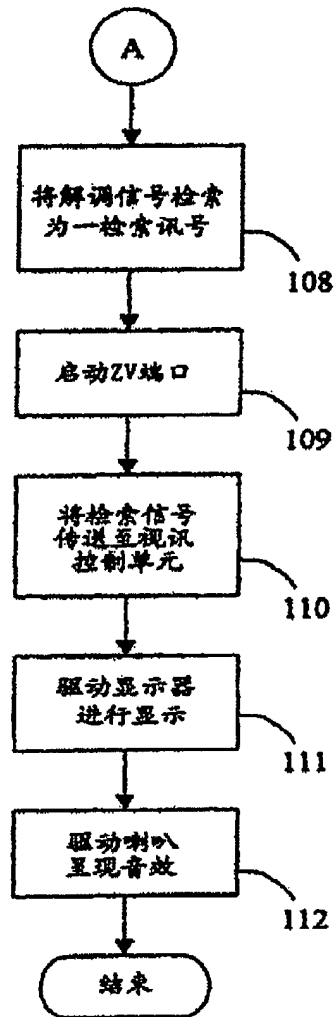 A
将解调信号检索
为一检索讯号
108
启动ZV端口
109
将检索信号
传送至视讯
控制单元
110
驱动显示器
进行显示
111
驱动喇叭
呈现音效
112
结束